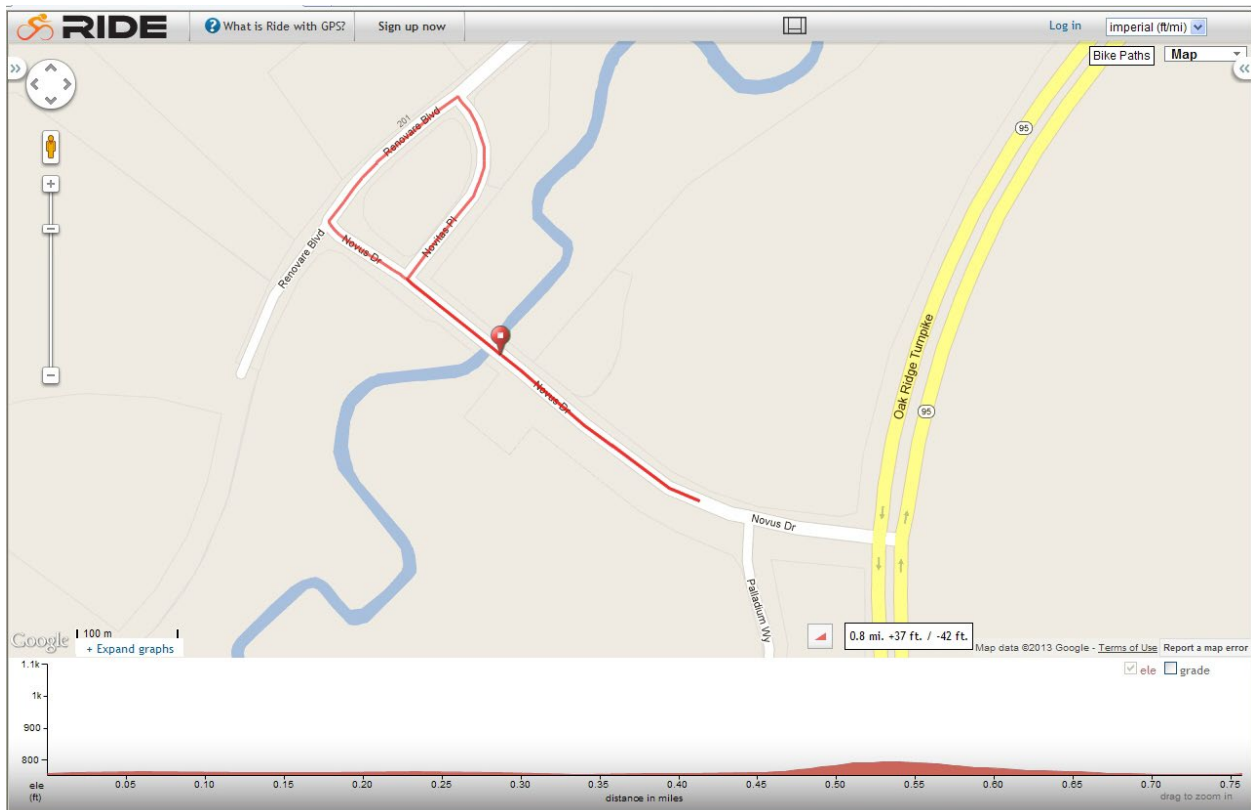 RIDE
? What is Ride with GPS?
Sign up now
Log in
imperial (ft/mi)
Bike Paths
Map
»
«
95
201
Renovare Blvd
Renovare Blvd
Novus Dr
Novitas Pl
Oak Ridge Turnpike
Novus Dr
95
Novus Dr
Palladium Wy
+
−
Google
100 m
+ Expand graphs
0.8 mi. +37 ft. / -42 ft.
Map data ©2013 Google - Terms of Use Report a map error
ele grade
1.1k
1k
900
800
ele
(ft)
0.05 0.10 0.15 0.20 0.25 0.30 0.35 0.40 0.45 0.50 0.55 0.60 0.65 0.70 0.75
distance in miles
drag to zoom in